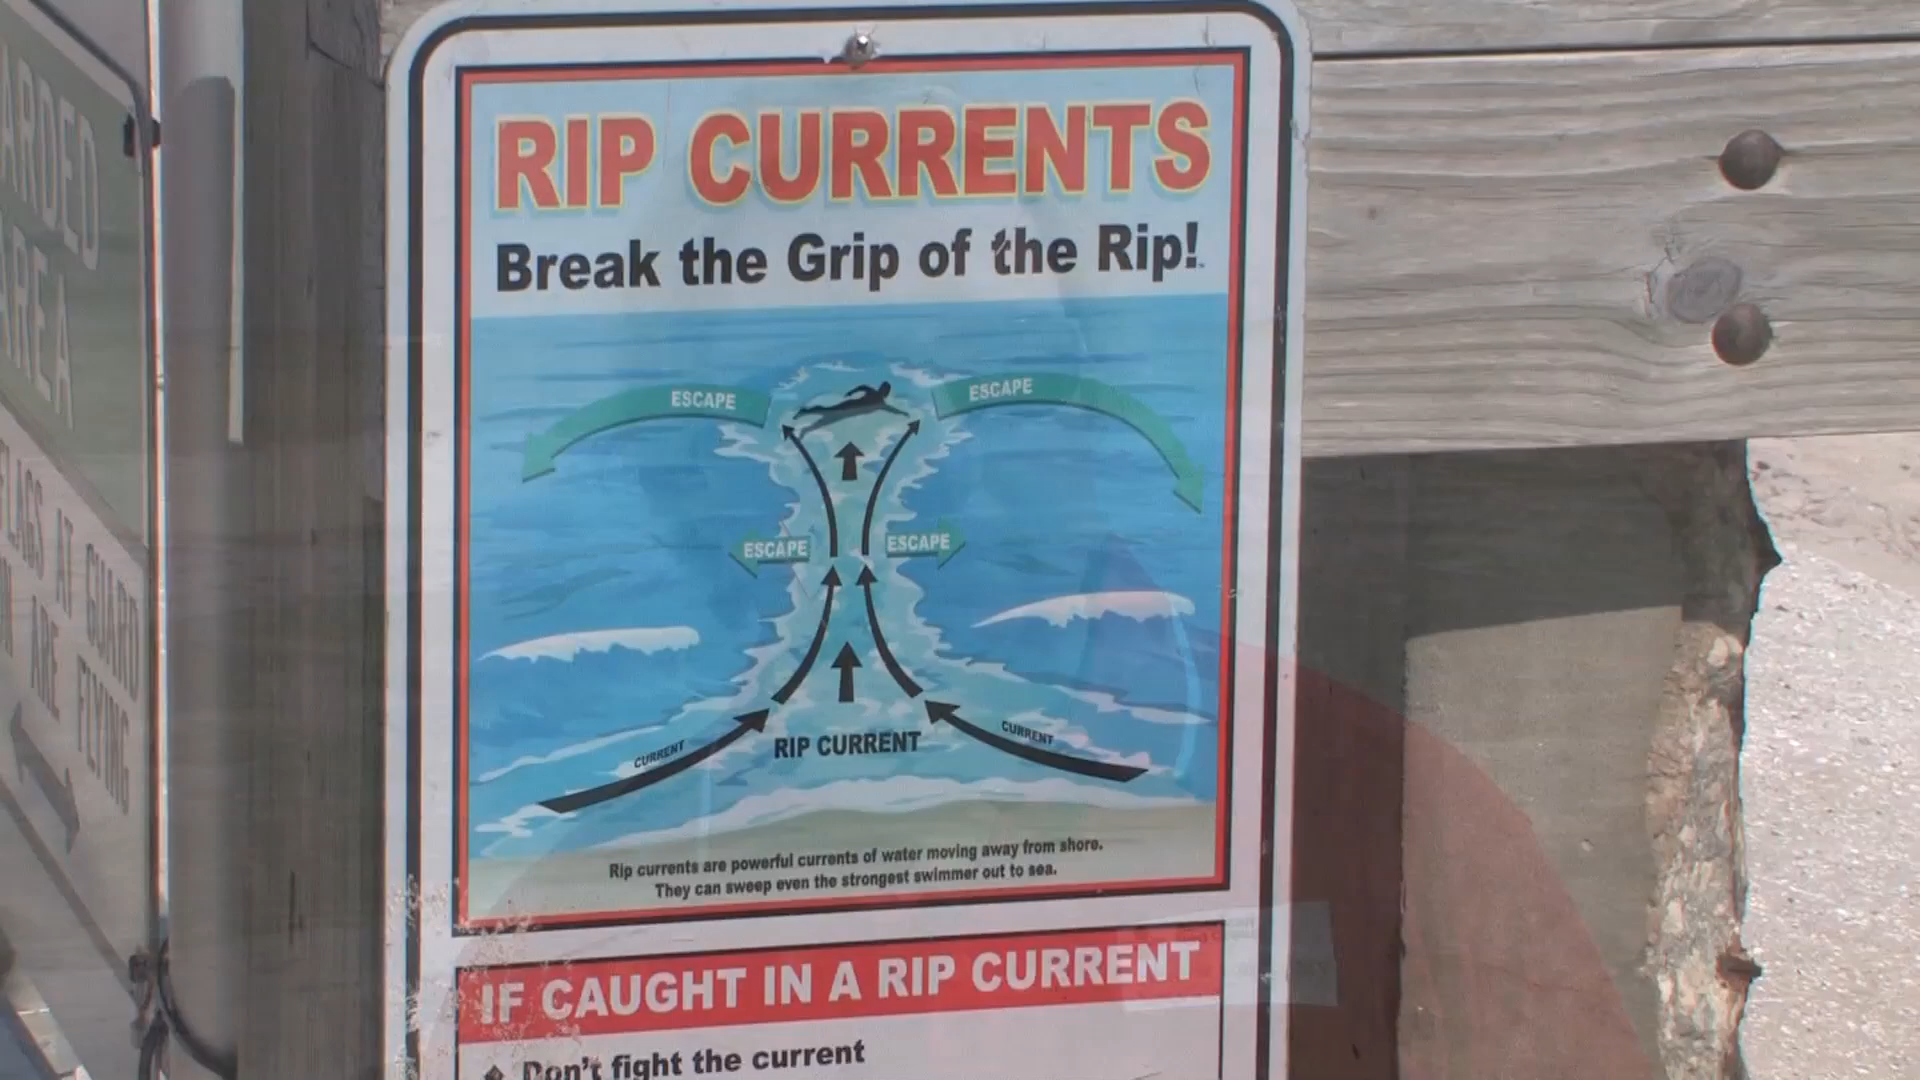 ARDED
AREA
FLAGS AT GUARD
ARE FLYING
RIP CURRENTS
Break the Grip of the Rip!
ESCAPE
ESCAPE
ESCAPE
ESCAPE
CURRENT
RIP CURRENT
CURRENT
Rip currents are powerful currents of water moving away from shore.
They can sweep even the strongest swimmer out to sea.
IF CAUGHT IN A RIP CURRENT
Don't fight the current